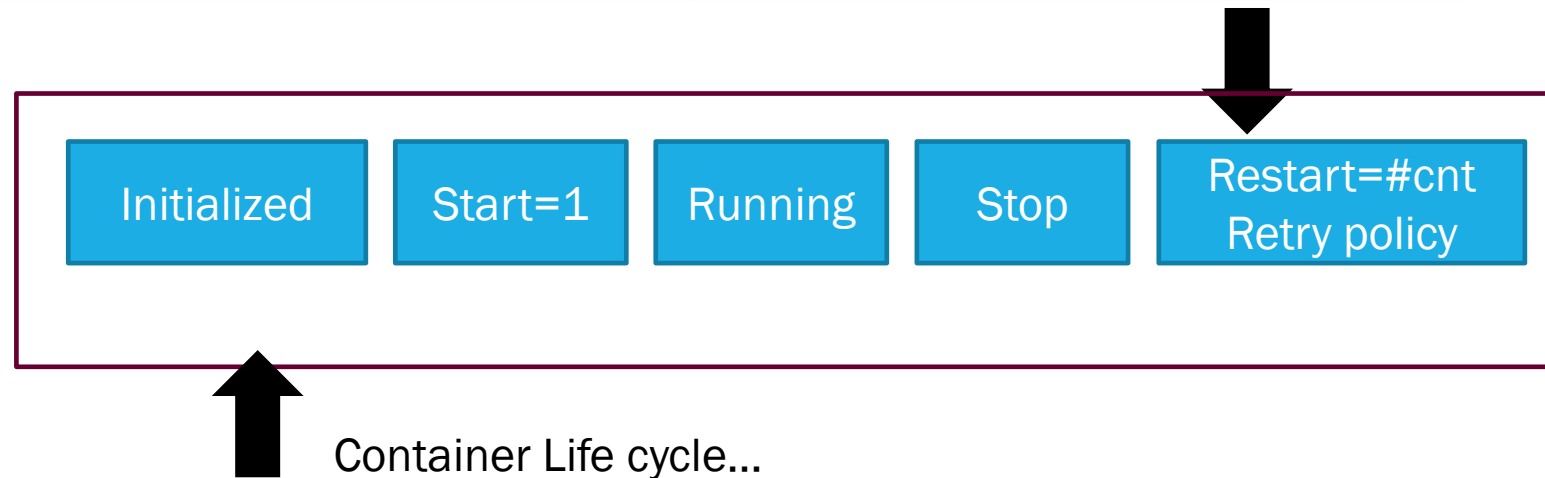 Initialized
Start=1
Running
Stop
Restart=#cnt
Retry policy
Container Life cycle...